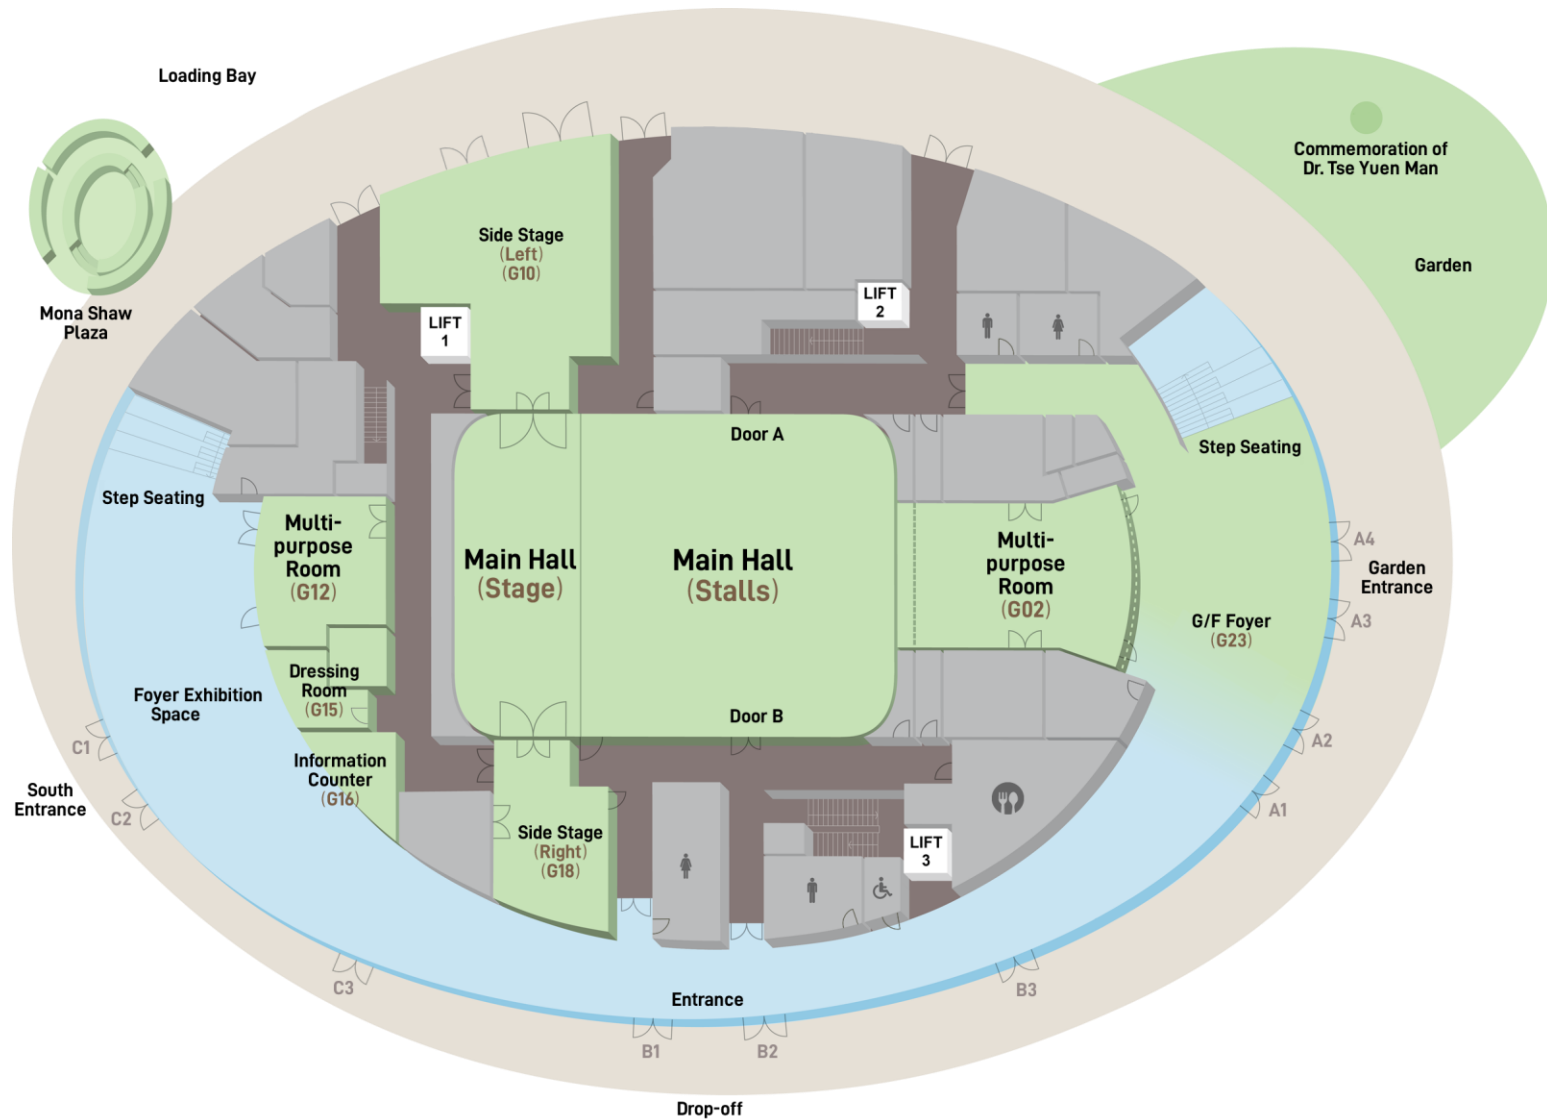 Loading Bay
Commemoration of
Dr. Tse Yuen Man
Side Stage
(Left)
(G10)
Garden
Mona Shaw
Plaza
LIFT
1
LIFT
2
Door A
Step Seating
Step Seating
Multi-
purpose
Room
(G12)
Main Hall
(Stage)
Main Hall
(Stalls)
Multi-
purpose
Room
(G02)
A4
Garden
Entrance
A3
G/F Foyer
(G23)
Dressing
Room
(G15)
Foyer Exhibition
Space
Door B
C1
A2
Information
Counter
(G16)
South
Entrance
C2
A1
Side Stage
(Right)
(G18)
LIFT
3
C3
B3
Entrance
B1
B2
Drop-off